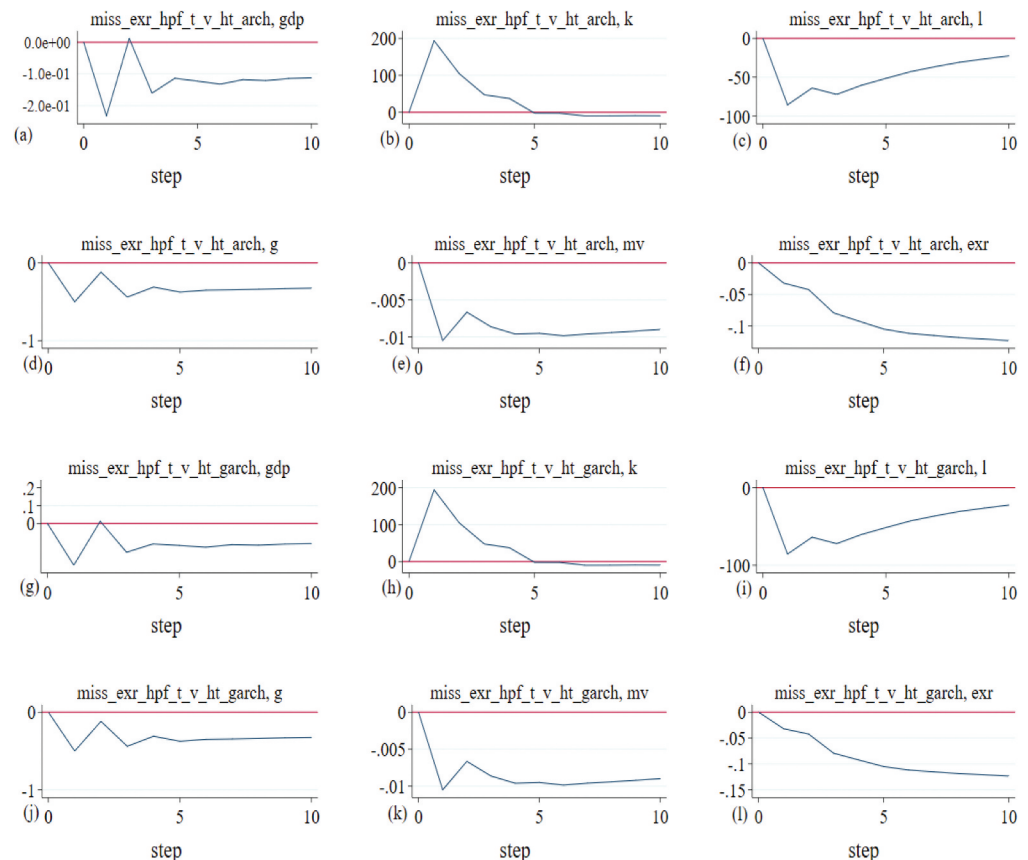 miss_exr_hpf_t_v_ht_arch, gdp
0.0e+00
-1.0e-01
-2.0e-01
(a)
0 5 10
step
miss_exr_hpf_t_v_ht_arch, k
200
100
0
(b)
0 5 10
step
miss_exr_hpf_t_v_ht_arch, l
0
-50
-100
(c)
0 5 10
step
miss_exr_hpf_t_v_ht_arch, g
0
-1
(d)
0 5 10
step
miss_exr_hpf_t_v_ht_arch, mv
0
-.005
-.01
(e)
0 5 10
step
miss_exr_hpf_t_v_ht_arch, exr
0
-.05
-.1
(f)
0 5 10
step
miss_exr_hpf_t_v_ht_garch, gdp
.2
.1
0
(g)
0 5 10
step
miss_exr_hpf_t_v_ht_garch, k
200
100
0
(h)
0 5 10
step
miss_exr_hpf_t_v_ht_garch, l
0
-100
(i)
0 5 10
step
miss_exr_hpf_t_v_ht_garch, g
0
-1
(j)
0 5 10
step
miss_exr_hpf_t_v_ht_garch, mv
0
-.005
-.01
(k)
0 5 10
step
miss_exr_hpf_t_v_ht_garch, exr
0
-.05
-.1
-.15
(l)
0 5 10
step